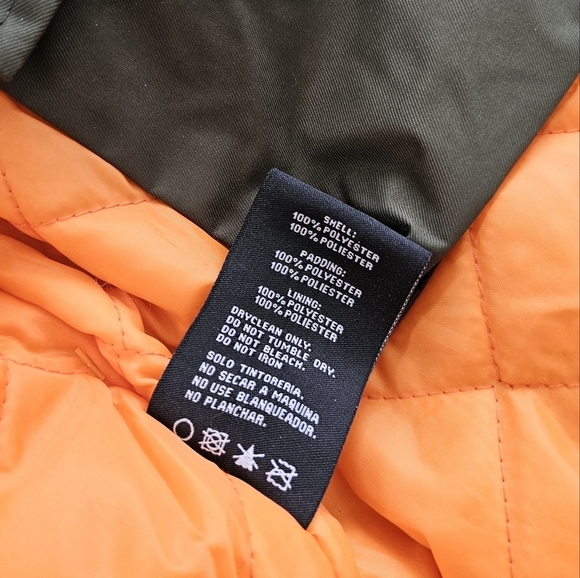 SHELL:
100% POLYESTER
100% POLIESTER
PADDING:
100% POLYESTER
100% POLIESTER
LINING:
100% POLYESTER
100% POLIESTER
DRYCLEAN ONLY.
DO NOT TUMBLE DRY.
DO NOT BLEACH.
DO NOT IRON
SOLO TINTORERIA.
NO SECAR A MAQUINA
NO USE BLANQUEADOR.
NO PLANCHAR.